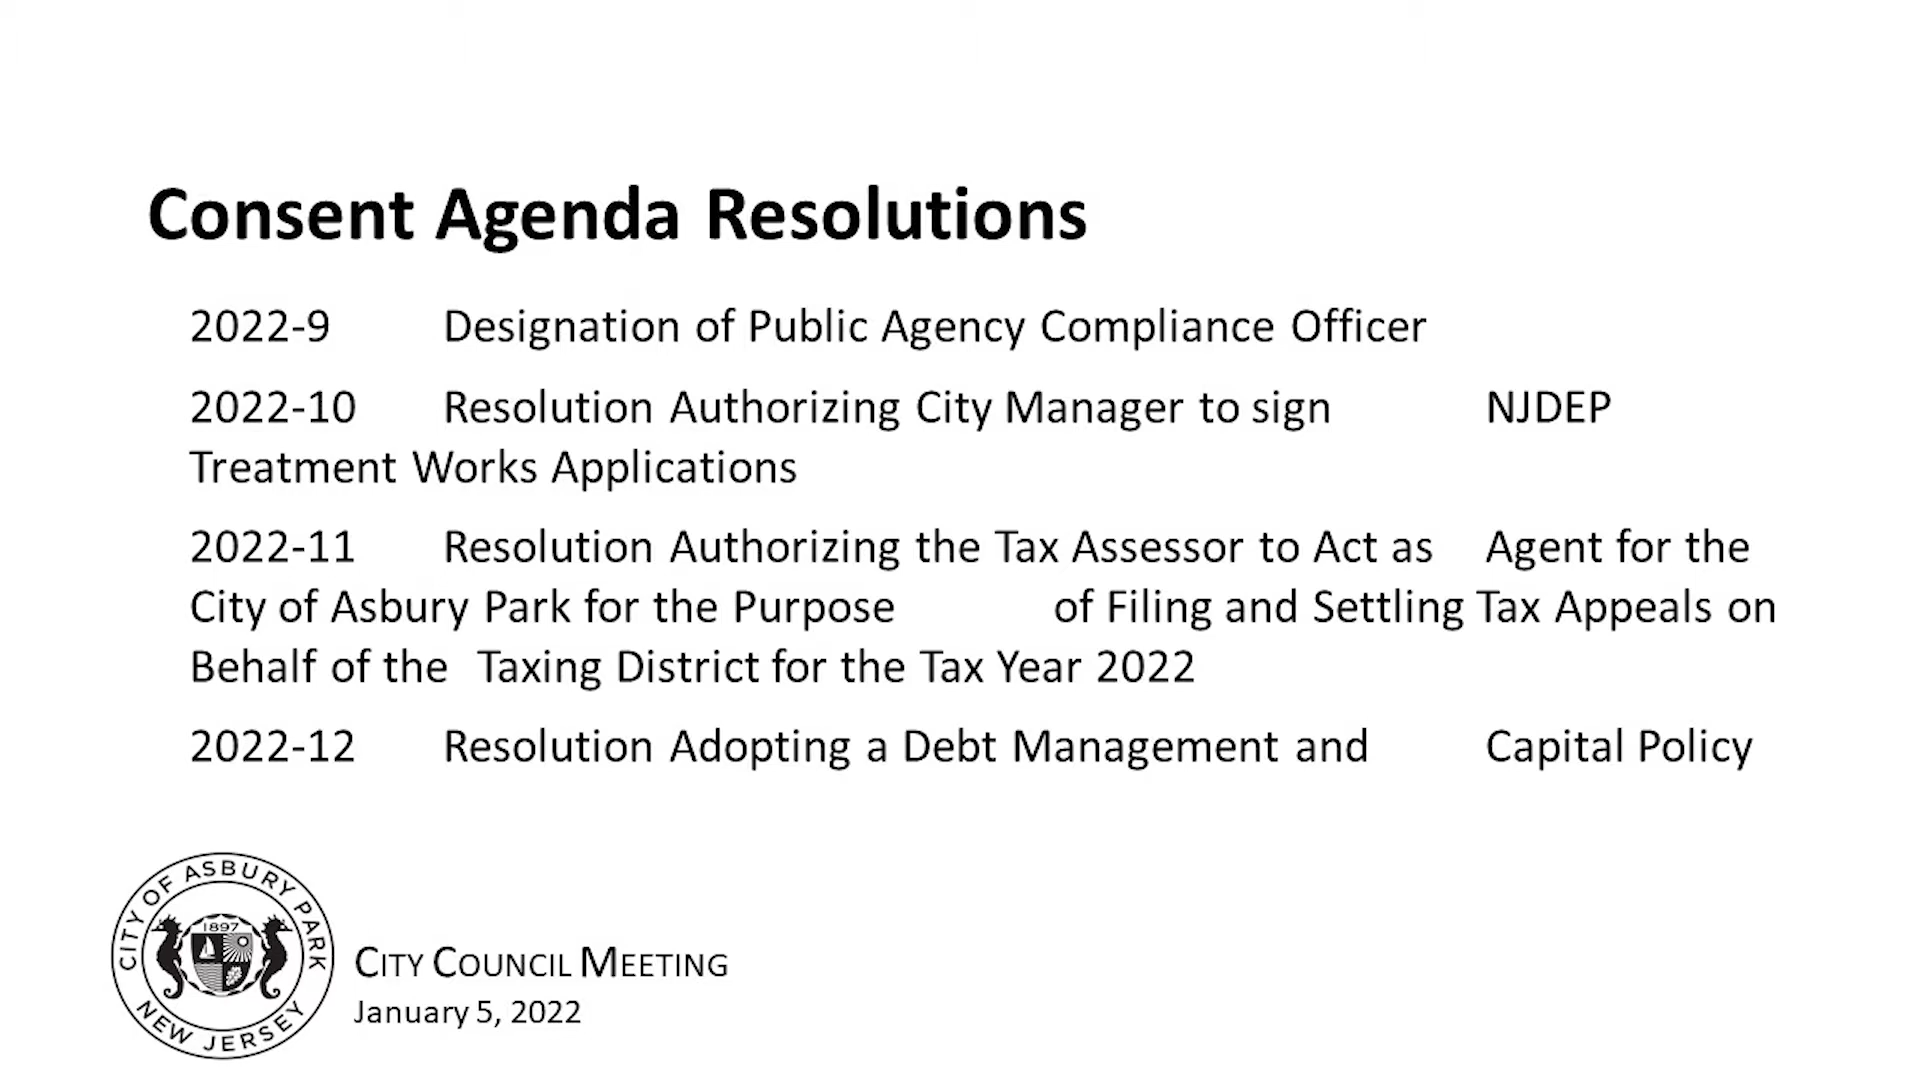 Consent Agenda Resolutions
2022-9 Designation of Public Agency Compliance Officer
2022-10 Resolution Authorizing City Manager to sign NJDEP
Treatment Works Applications
2022-11 Resolution Authorizing the Tax Assessor to Act as Agent for the
City of Asbury Park for the Purpose of Filing and Settling Tax Appeals on
Behalf of the Taxing District for the Tax Year 2022
2022-12 Resolution Adopting a Debt Management and Capital Policy
CITY OF ASBURY PARK
1897
NEW JERSEY
CITY COUNCIL MEETING
January 5, 2022